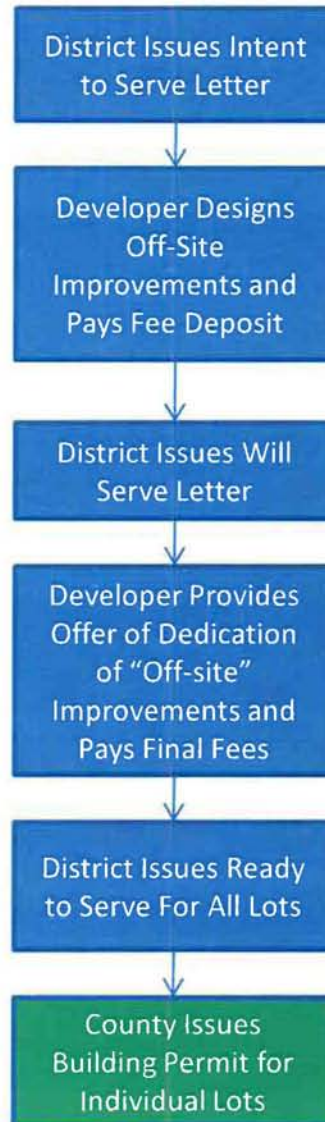 District Issues Intent
to Serve Letter
Developer Designs
Off-Site
Improvements and
Pays Fee Deposit
District Issues Will
Serve Letter
Developer Provides
Offer of Dedication
of “Off-site”
Improvements and
Pays Final Fees
District Issues Ready
to Serve For All Lots
County Issues
Building Permit for
Individual Lots